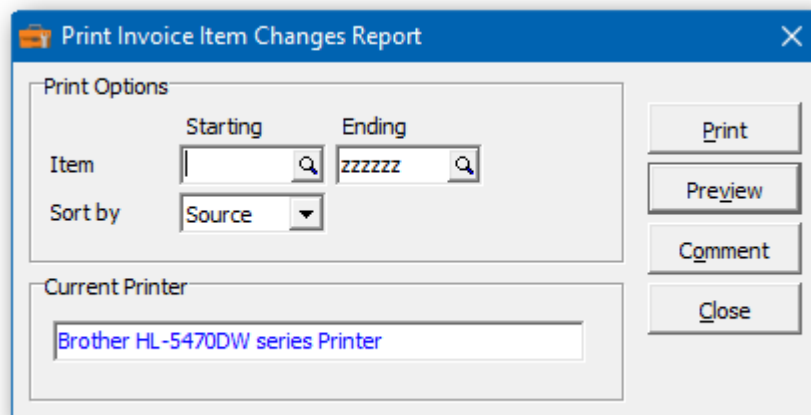 Print Invoice Item Changes Report
Print Options
Starting Ending
Item zzzzzz
Sort by Source
Current Printer
Brother HL-5470DW series Printer
Print
Preview
Comment
Close